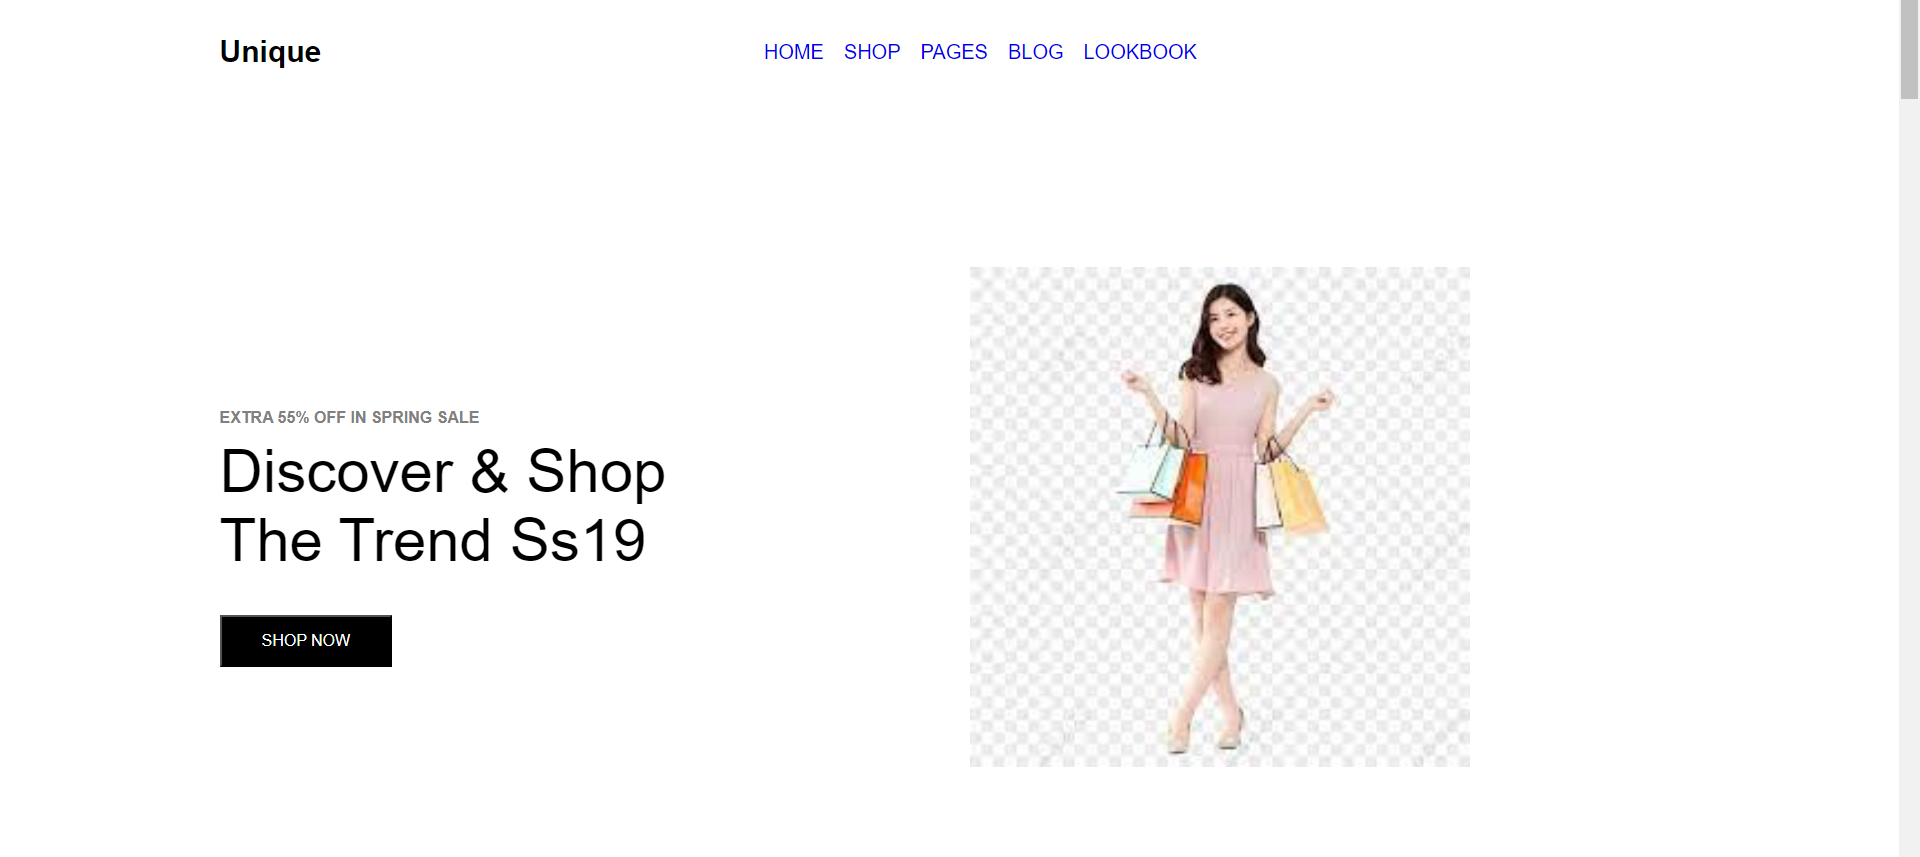 Unique
HOME SHOP PAGES BLOG LOOKBOOK
EXTRA 55% OFF IN SPRING SALE
Discover & Shop
The Trend Ss19
SHOP NOW